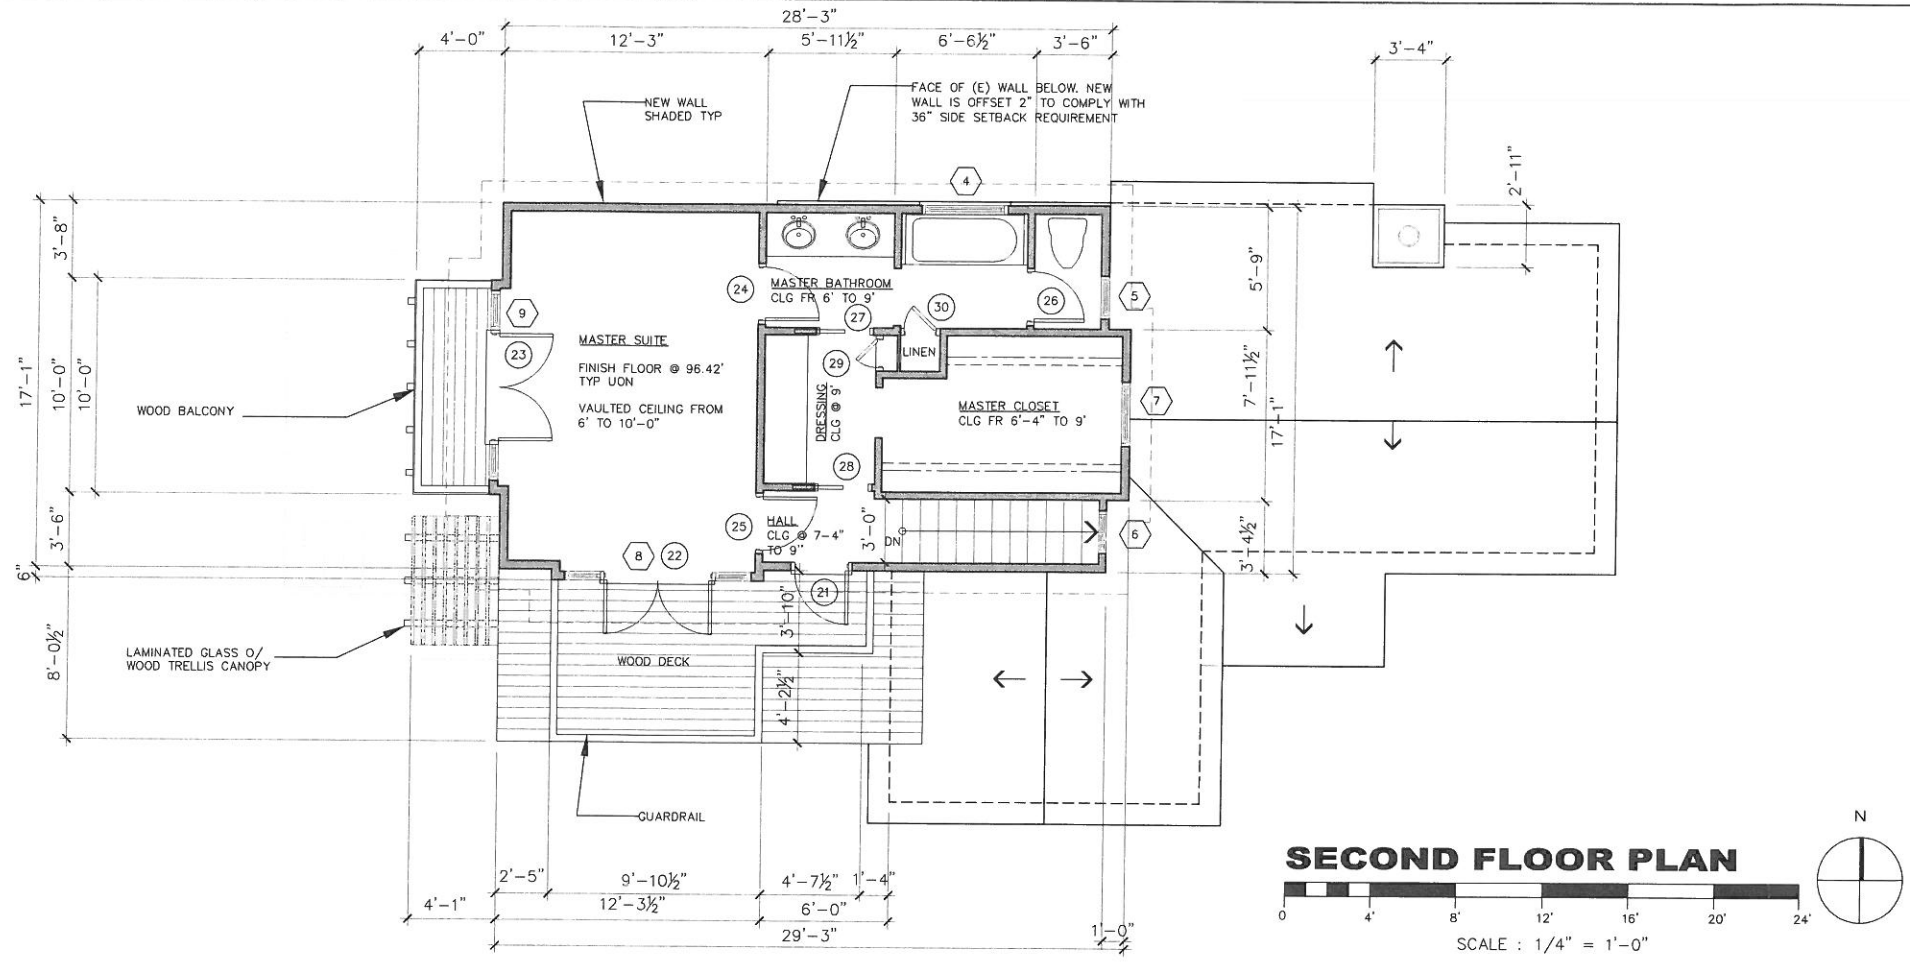 28'-3"
4'-0"
12'-3"
5'-11½"
6'-6½"
3'-6"
3'-4"
NEW WALL
SHADED TYP
FACE OF (E) WALL BELOW. NEW
WALL IS OFFSET 2" TO COMPLY WITH
36" SIDE SETBACK REQUIREMENT
2'-11"
4
3'-8"
17'-1"
10'-0"
10'-0"
3'-6"
6"
8'-0½"
5'-9"
7'-11½"
17'-1"
3'-4½"
24
MASTER BATHROOM
CLG FR 6' TO 9'
26
5
9
27
30
23
MASTER SUITE
FINISH FLOOR @ 96.42'
TYP UON
VAULTED CEILING FROM
6' TO 10'-0"
29
LINEN
DRESSING
CLG @ 9'
MASTER CLOSET
CLG FR 6'-4" TO 9'
7
WOOD BALCONY
28
25
HALL
CLG @ 7-4"
TO 9"
3'-0"
DN
6
8
22
21
3'-10"
LAMINATED GLASS O/
WOOD TRELLIS CANOPY
WOOD DECK
4'-2½"
GUARDRAIL
2'-5"
9'-10½"
4'-7½"
1'-4"
4'-1"
12'-3½"
6'-0"
29'-3"
1'-0"
N
SECOND FLOOR PLAN
0 4' 8' 12' 16' 20' 24'
SCALE : 1/4" = 1'-0"